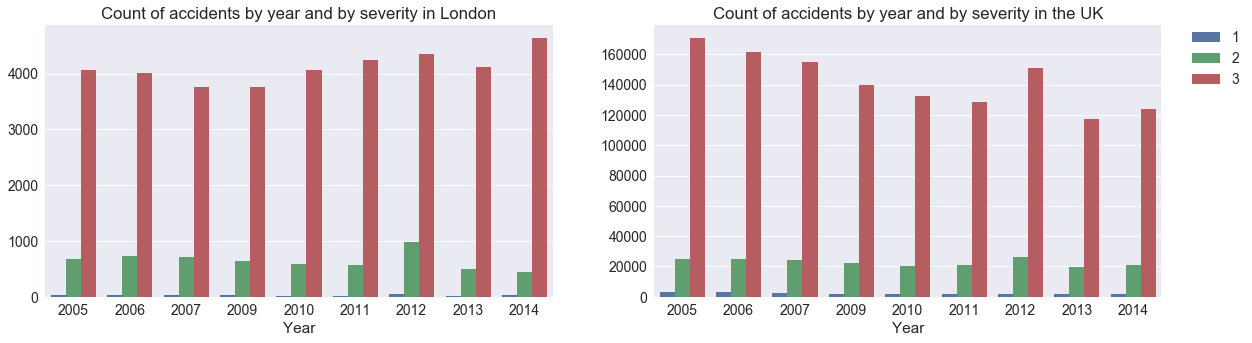 Count of accidents by year and by severity in London
4000
3000
2000
1000
0
2005 2006 2007 2009 2010 2011 2012 2013 2014
Year
Count of accidents by year and by severity in the UK
160000
140000
120000
100000
80000
60000
40000
20000
0
2005 2006 2007 2009 2010 2011 2012 2013 2014
Year
1
2
3